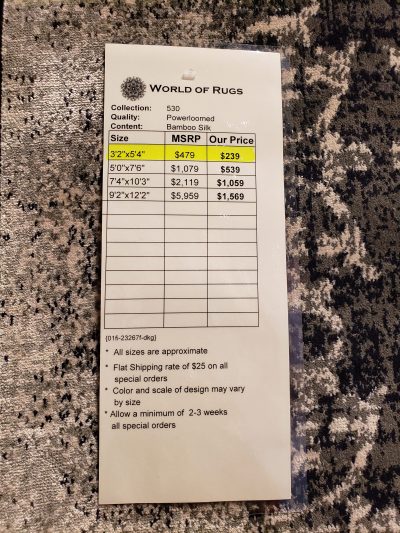 WORLD OF RUGS
Collection: 530
Quality: Powerloomed
Content: Bamboo Silk
Size MSRP Our Price
3'2"x5'4" $479 $239
5'0"x7'6" $1,079 $539
7'4"x10'3" $2,119 $1,059
9'2"x12'2" $5,959 $1,569
{016-23267f-dkg}
* All sizes are approximate
* Flat Shipping rate of $25 on all
special orders
* Color and scale of design may vary
by size
* Allow a minimum of 2-3 weeks
all special orders